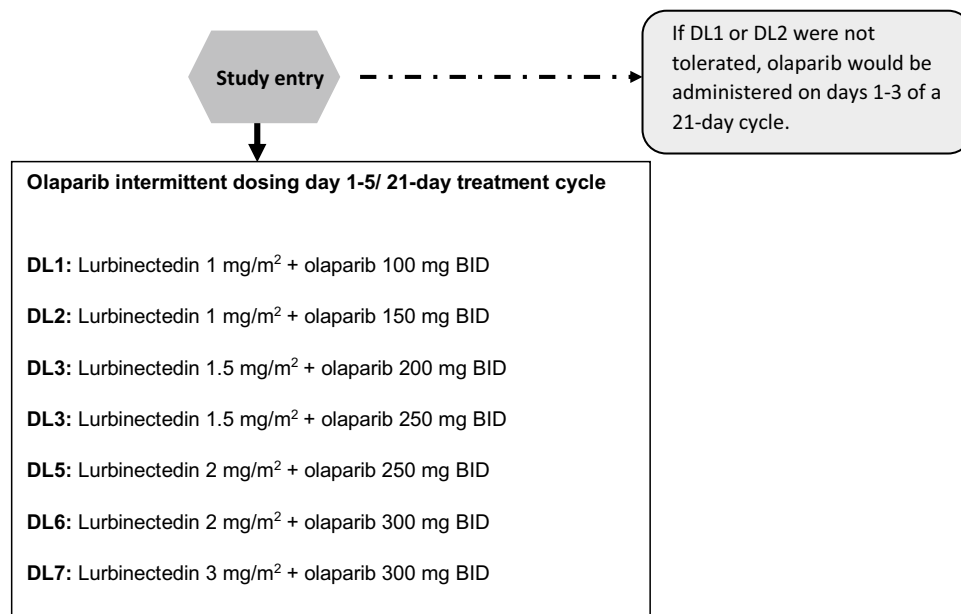 Study entry
If DL1 or DL2 were not
tolerated, olaparib would be
administered on days 1-3 of a
21-day cycle.
Olaparib intermittent dosing day 1-5/ 21-day treatment cycle
DL1: Lurbinectedin 1 mg/m² + olaparib 100 mg BID
DL2: Lurbinectedin 1 mg/m² + olaparib 150 mg BID
DL3: Lurbinectedin 1.5 mg/m² + olaparib 200 mg BID
DL3: Lurbinectedin 1.5 mg/m² + olaparib 250 mg BID
DL5: Lurbinectedin 2 mg/m² + olaparib 250 mg BID
DL6: Lurbinectedin 2 mg/m² + olaparib 300 mg BID
DL7: Lurbinectedin 3 mg/m² + olaparib 300 mg BID